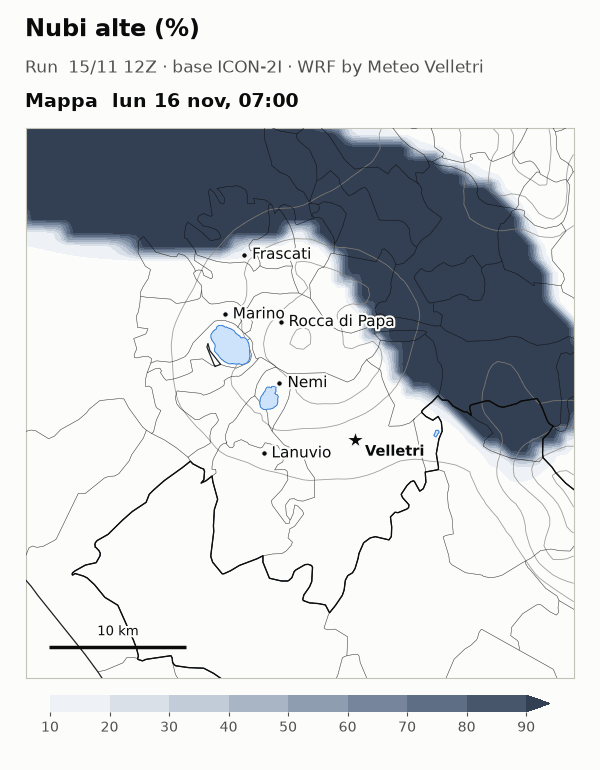 Nubi alte (%)
Run  15/11 12Z · base ICON-2I · WRF by Meteo Velletri
Mappa  lun 16 nov, 07:00
Frascati
Marino
Rocca di Papa
Nemi
Velletri
Lanuvio
10 km
10 20 30 40 50 60 70 80 90